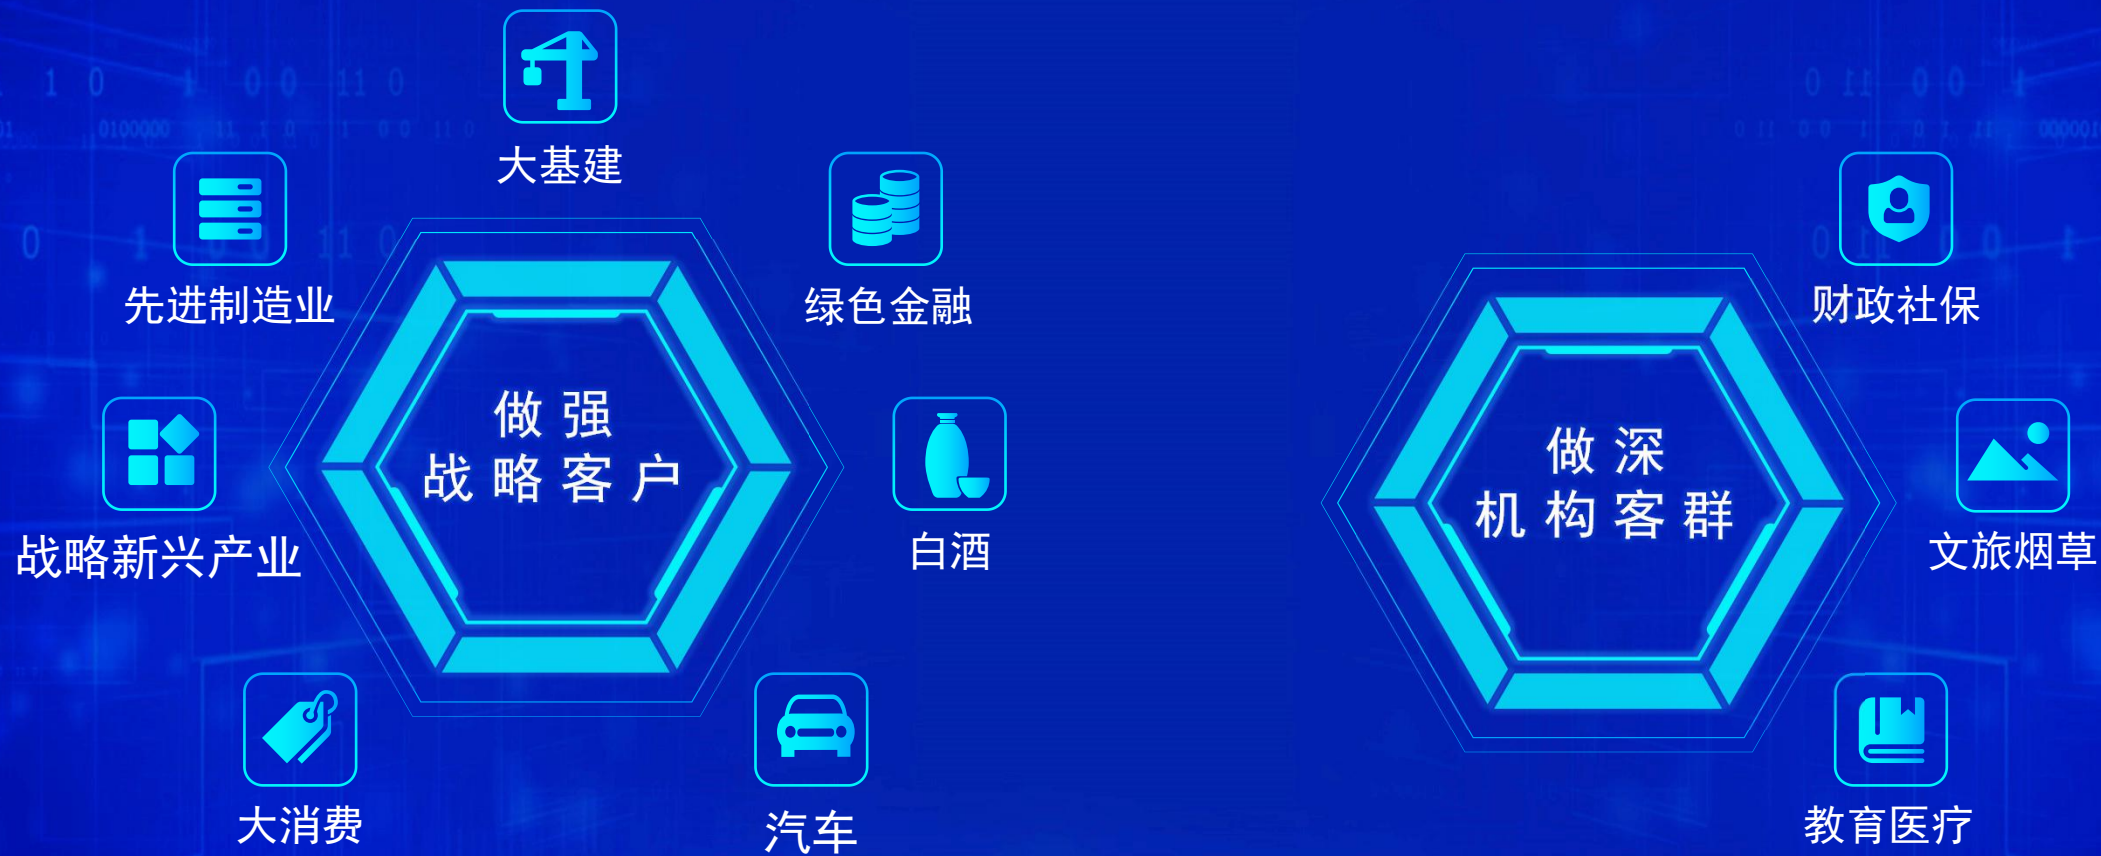 大基建
先进制造业
绿色金融
做强
战略客户
战略新兴产业
白酒
大消费
汽车
财政社保
做深
机构客群
文旅烟草
教育医疗